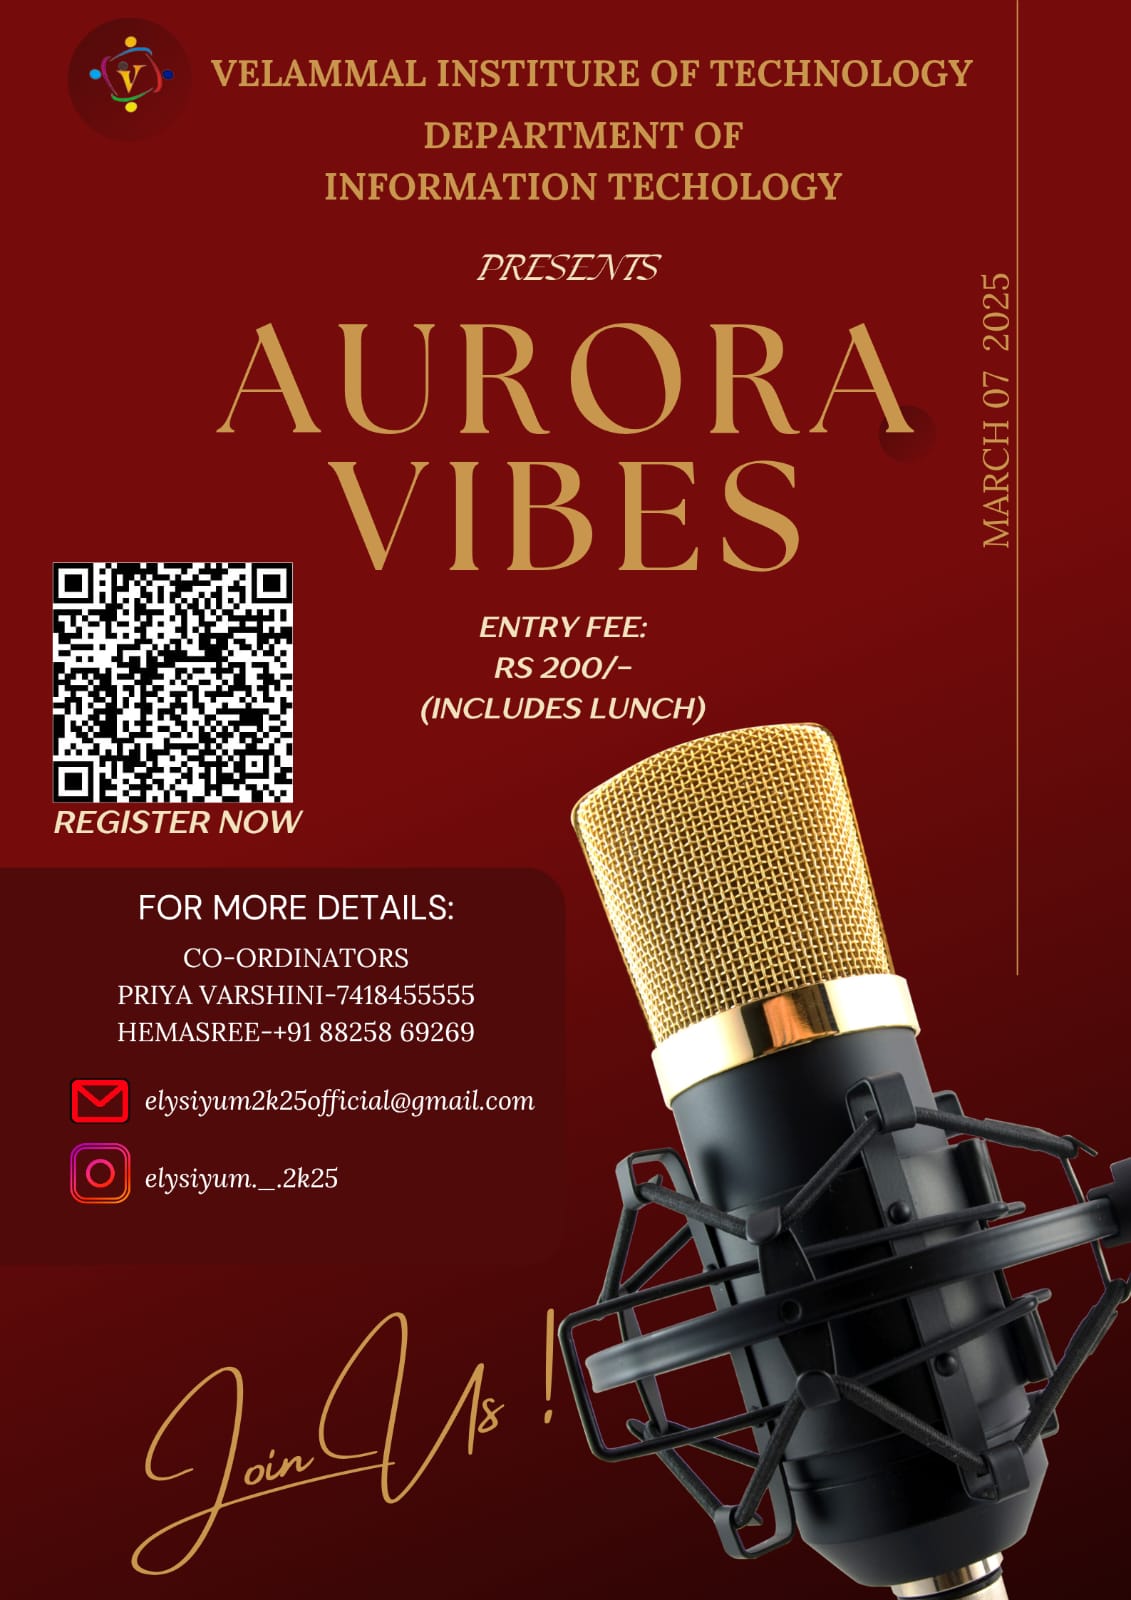 V
VELAMMAL INSTITURE OF TECHNOLOGY
DEPARTMENT OF
INFORMATION TECHOLOGY
PRESENTS
AURORA
VIBES
MARCH 07 2025
ENTRY FEE:
RS 200/-
(INCLUDES LUNCH)
REGISTER NOW
FOR MORE DETAILS:
CO-ORDINATORS
PRIYA VARSHINI-7418455555
HEMASREE-+91 88258 69269
elysiyum2k25official@gmail.com
elysiyum._.2k25
Join Us !